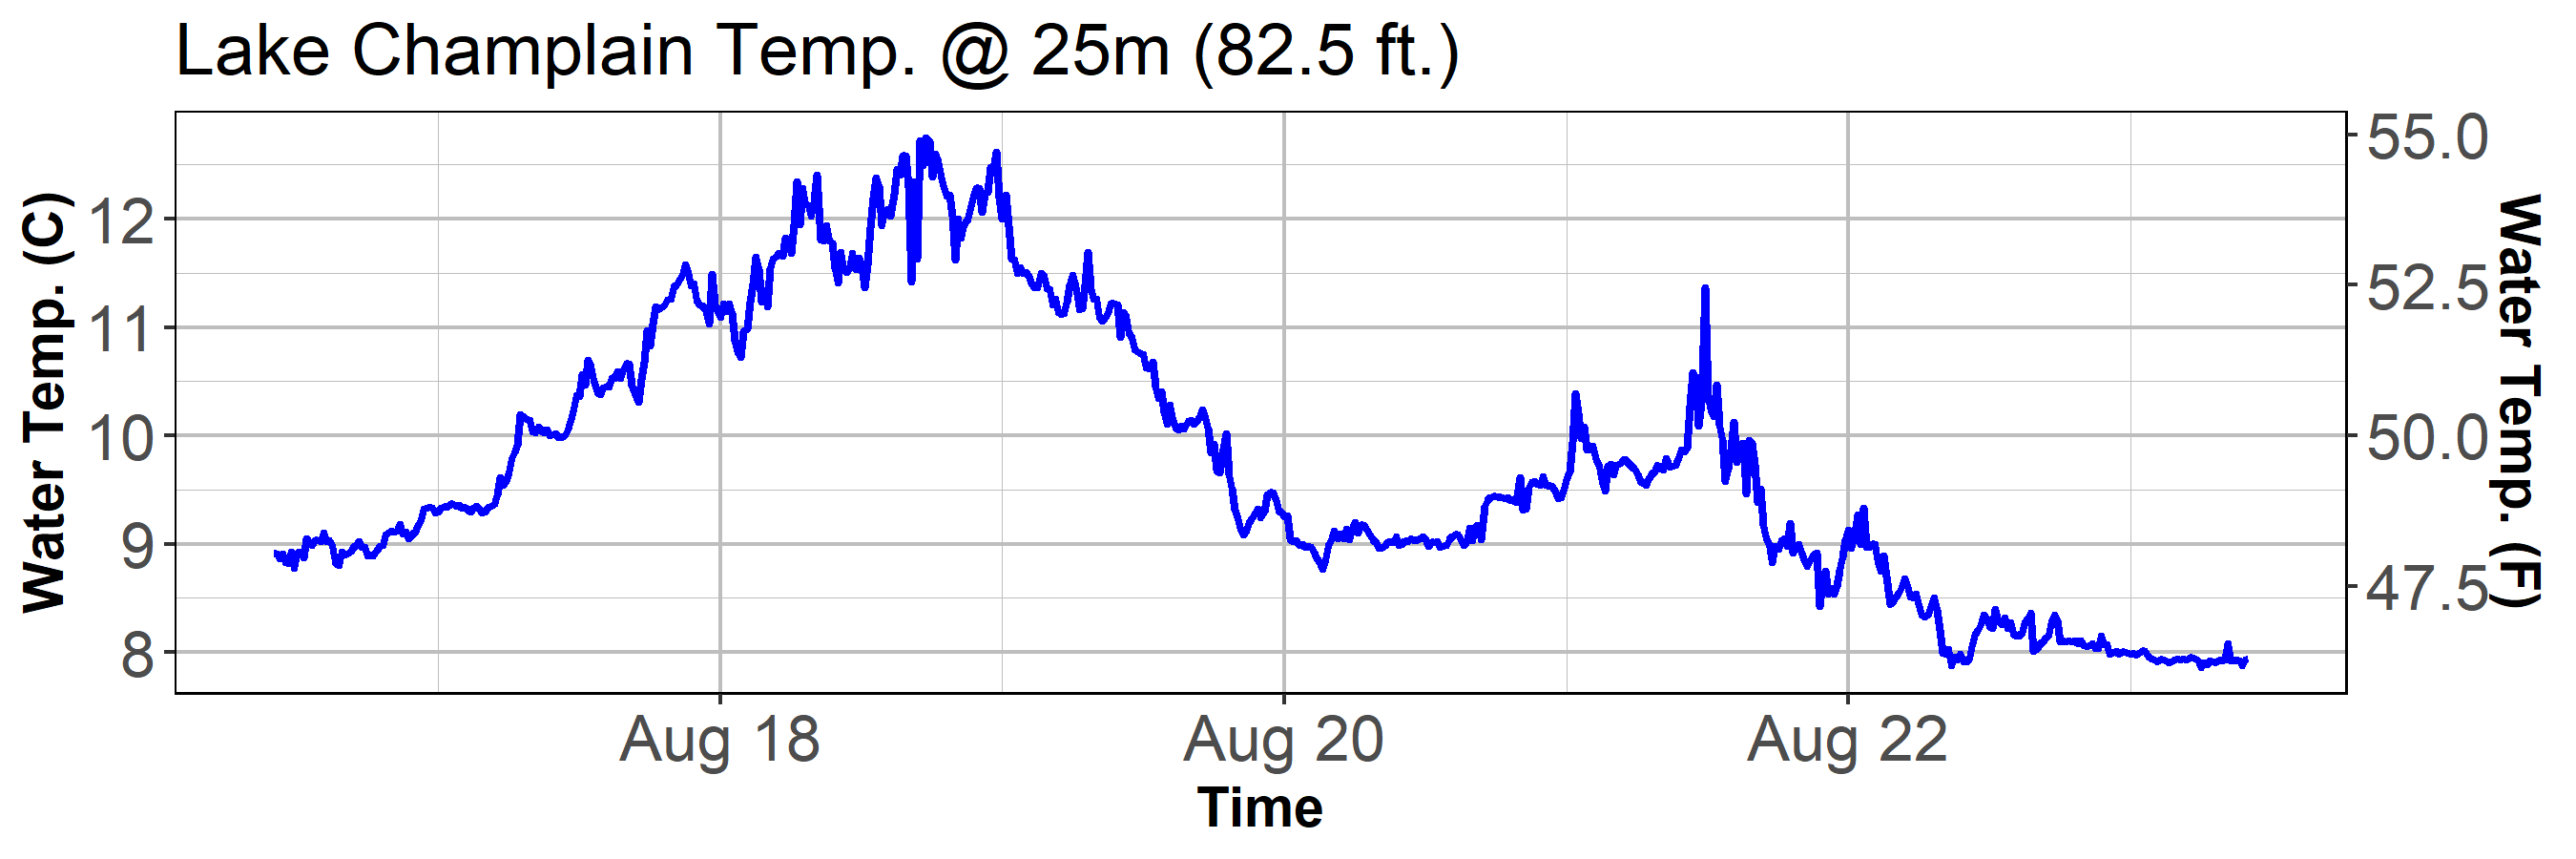 Lake Champlain Temp. @ 25m (82.5 ft.)
Water Temp. (C)
12
11
10
9
8
55.0
52.5
50.0
47.5
Water Temp. (F)
Aug 18
Aug 20
Aug 22
Time